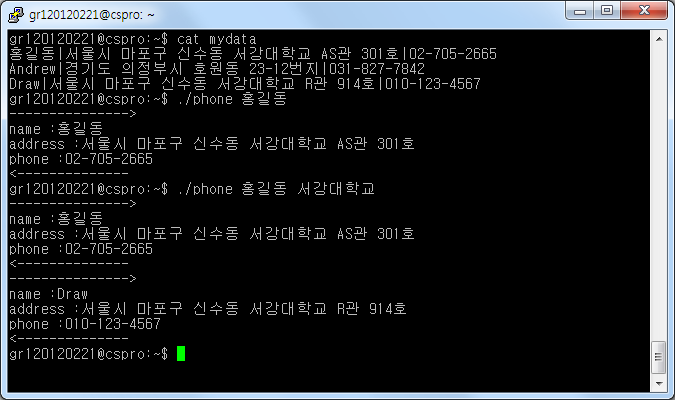 gr120120221@cspro: ~
gr120120221@cspro:~$ cat mydata
홍길동|서울시 마포구 신수동 서강대학교 AS관 301호|02-705-2665
Andrew|경기도 의정부시 호원동 23-12번지|031-827-7842
Draw|서울시 마포구 신수동 서강대학교 R관 914호|010-123-4567
gr120120221@cspro:~$ ./phone 홍길동
--------------->
name :홍길동
address :서울시 마포구 신수동 서강대학교 AS관 301호
phone :02-705-2665
<--------------
gr120120221@cspro:~$ ./phone 홍길동 서강대학교
--------------->
name :홍길동
address :서울시 마포구 신수동 서강대학교 AS관 301호
phone :02-705-2665
<--------------
--------------->
name :Draw
address :서울시 마포구 신수동 서강대학교 R관 914호
phone :010-123-4567
<--------------
gr120120221@cspro:~$